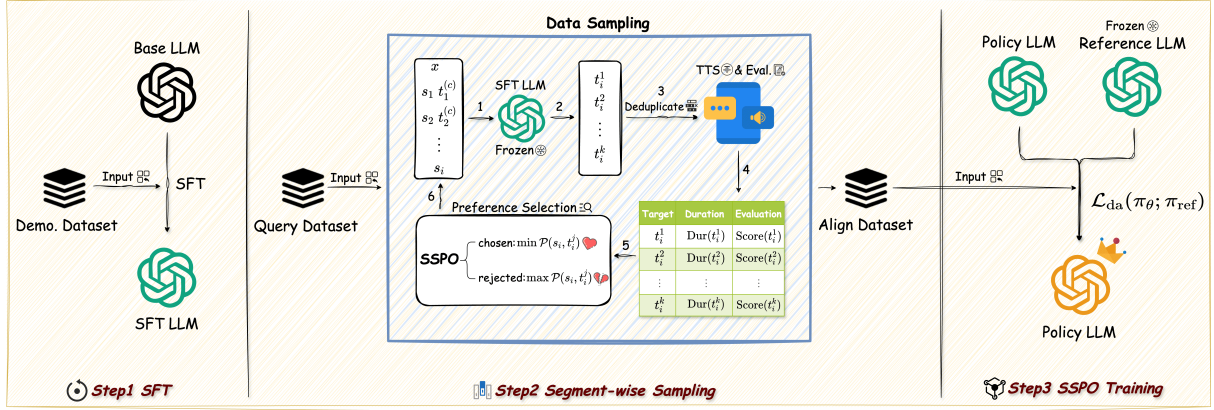 Base LLM
Input
SFT
Demo. Dataset
SFT LLM
Step1 SFT
Data Sampling
Query Dataset
Input
x
s₁ t₁⁽ᶜ⁾
s₂ t₂⁽ᶜ⁾
⋮
sᵢ
1
SFT LLM
Frozen
2
tᵢ¹
tᵢ²
⋮
tᵢᵏ
3
Deduplicate
TTS & Eval.
4
Target Duration Evaluation
tᵢ¹ Dur(tᵢ¹) Score(tᵢ¹)
tᵢ² Dur(tᵢ²) Score(tᵢ²)
⋮ ⋮ ⋮
tᵢᵏ Dur(tᵢᵏ) Score(tᵢᵏ)
5
Preference Selection
SSPO
chosen: min P(sᵢ, tᵢʲ)
rejected: max P(sᵢ, tᵢʲ)
6
Align Dataset
Step2 Segment-wise Sampling
Policy LLM
Frozen
Reference LLM
Input
ℒ_da(π_θ; π_ref)
Policy LLM
Step3 SSPO Training